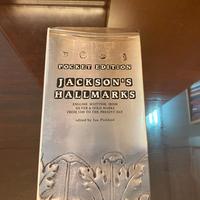 POCKET EDITION
JACKSON'S
HALLMARKS
ENGLISH, SCOTTISH, IRISH
SILVER & GOLD MARKS
FROM 1300 TO THE PRESENT DAY
edited by Ian Pickford